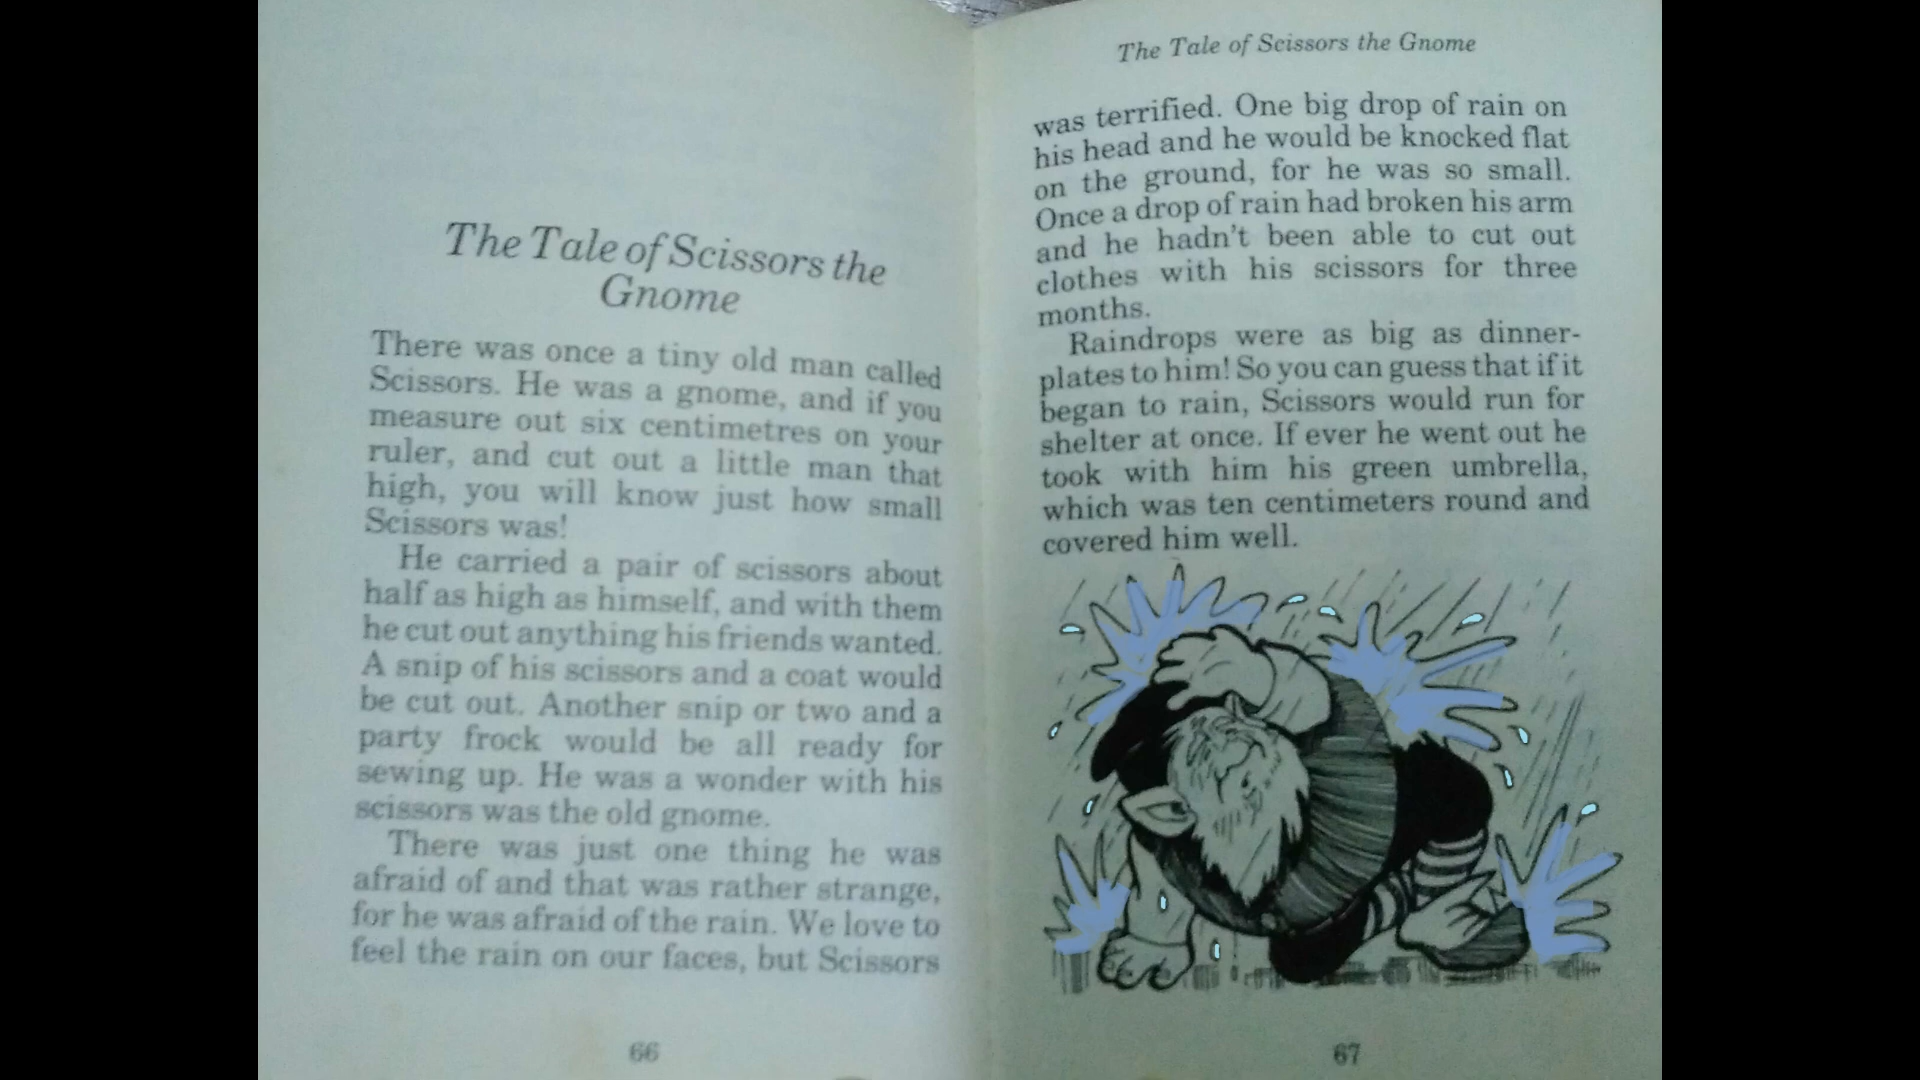 The Tale of Scissors the
Gnome
There was once a tiny old man called
Scissors. He was a gnome, and if you
measure out six centimetres on your
ruler, and cut out a little man that
high, you will know just how small
Scissors was!
He carried a pair of scissors about
half as high as himself, and with them
he cut out anything his friends wanted.
A snip of his scissors and a coat would
be cut out. Another snip or two and a
party frock would be all ready for
sewing up. He was a wonder with his
scissors was the old gnome.
There was just one thing he was
afraid of and that was rather strange,
for he was afraid of the rain. We love to
feel the rain on our faces, but Scissors
66
The Tale of Scissors the Gnome
was terrified. One big drop of rain on
his head and he would be knocked flat
on the ground, for he was so small.
Once a drop of rain had broken his arm
and he hadn't been able to cut out
clothes with his scissors for three
months.
Raindrops were as big as dinner-
plates to him! So you can guess that if it
began to rain, Scissors would run for
shelter at once. If ever he went out he
took with him his green umbrella,
which was ten centimeters round and
covered him well.
67